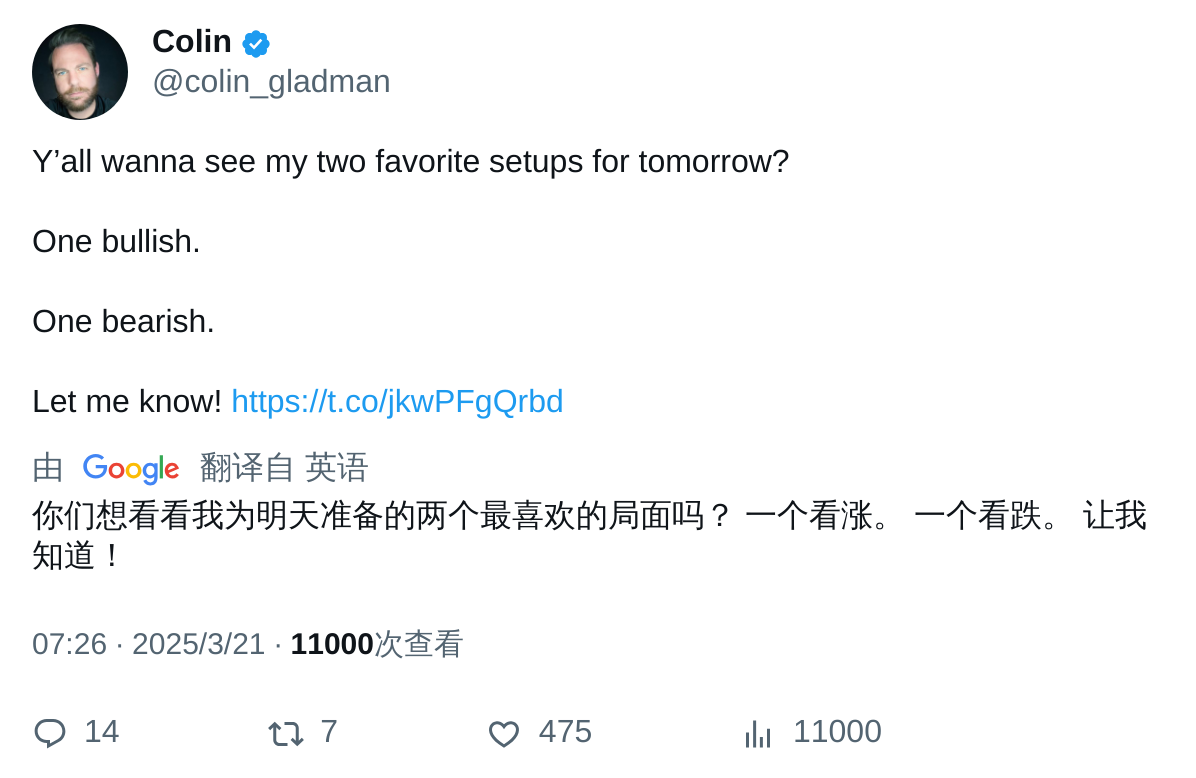 Colin
@colin_gladman
Y’all wanna see my two favorite setups for tomorrow?
One bullish.
One bearish.
Let me know! https://t.co/jkwPFgQrbd
由 Google 翻译自 英语
你们想看看我为明天准备的两个最喜欢的局面吗？ 一个看涨。 一个看跌。 让我
知道！
07:26 · 2025/3/21 · 11000次查看
14 7 475 11000